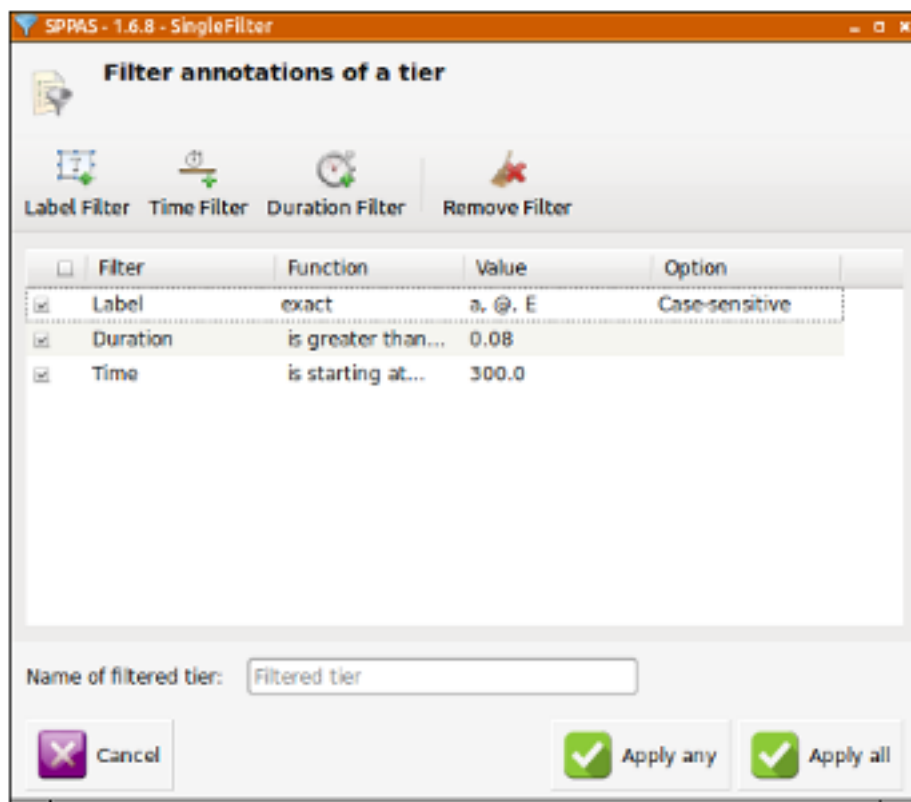 SPPAS - 1.6.8 - SingleFilter
Filter annotations of a tier
Label Filter Time Filter Duration Filter Remove Filter
Filter Function Value Option
Label exact a, @, E Case-sensitive
Duration is greater than... 0.08
Time is starting at... 300.0
Name of filtered tier: Filtered tier
Cancel Apply any Apply all